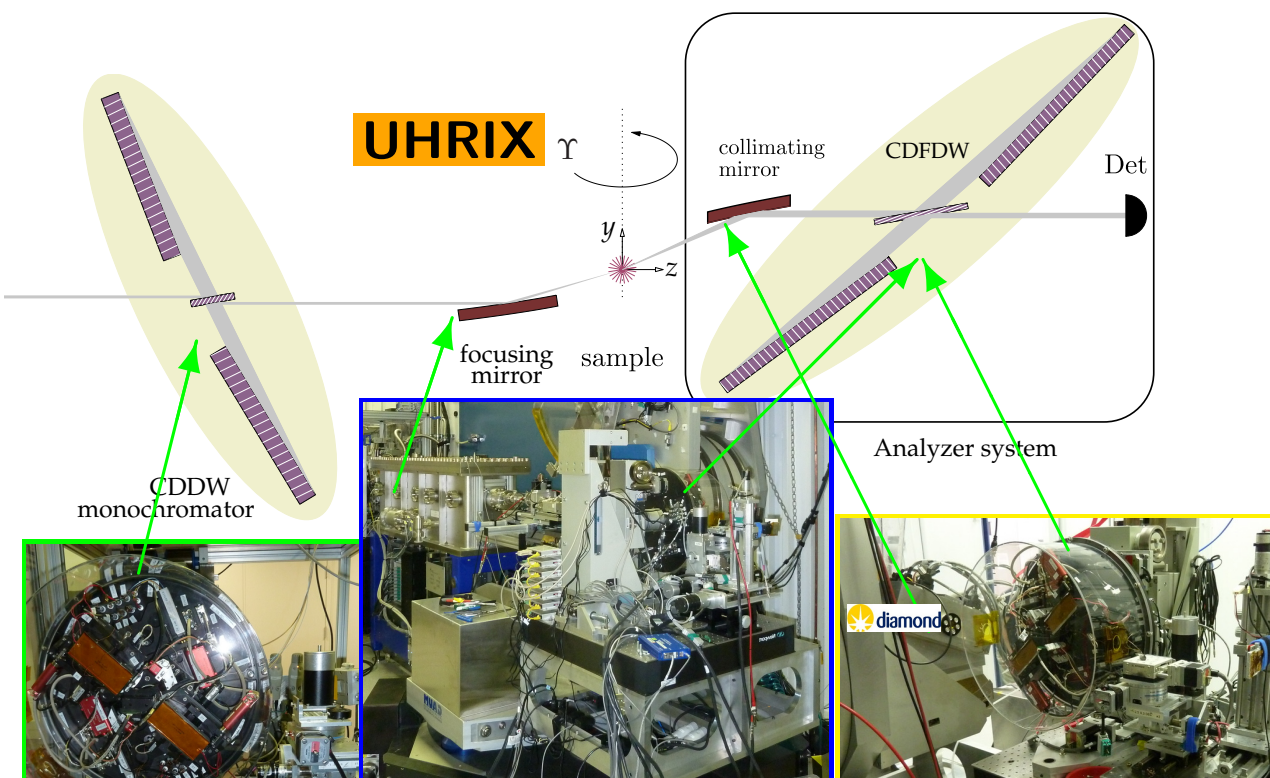 UHRIX
ϒ
collimating
mirror
CDFDW
Det
y
z
focusing
mirror
sample
Analyzer system
CDDW
monochromator
diamond